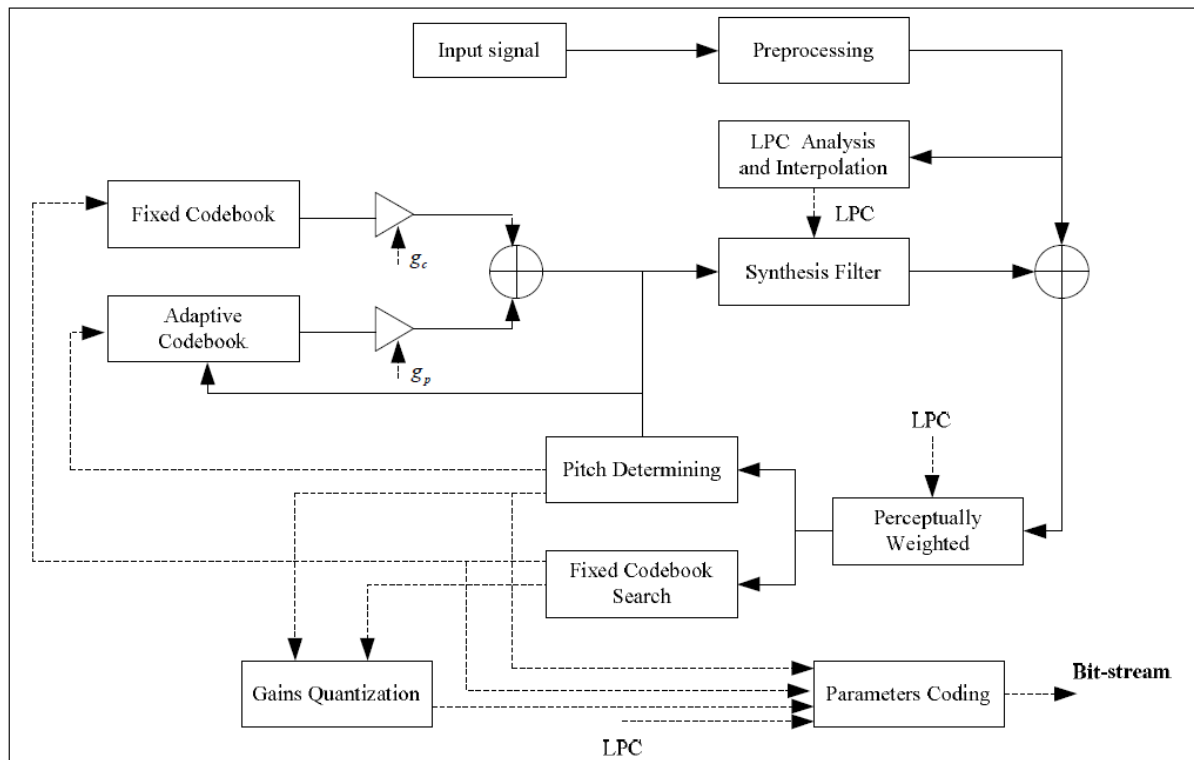 Input signal
Preprocessing
LPC Analysis
and Interpolation
LPC
Fixed Codebook
g_c
Synthesis Filter
Adaptive
Codebook
g_p
LPC
Pitch Determining
Perceptually
Weighted
Fixed Codebook
Search
Gains Quantization
Parameters Coding
Bit-stream
LPC